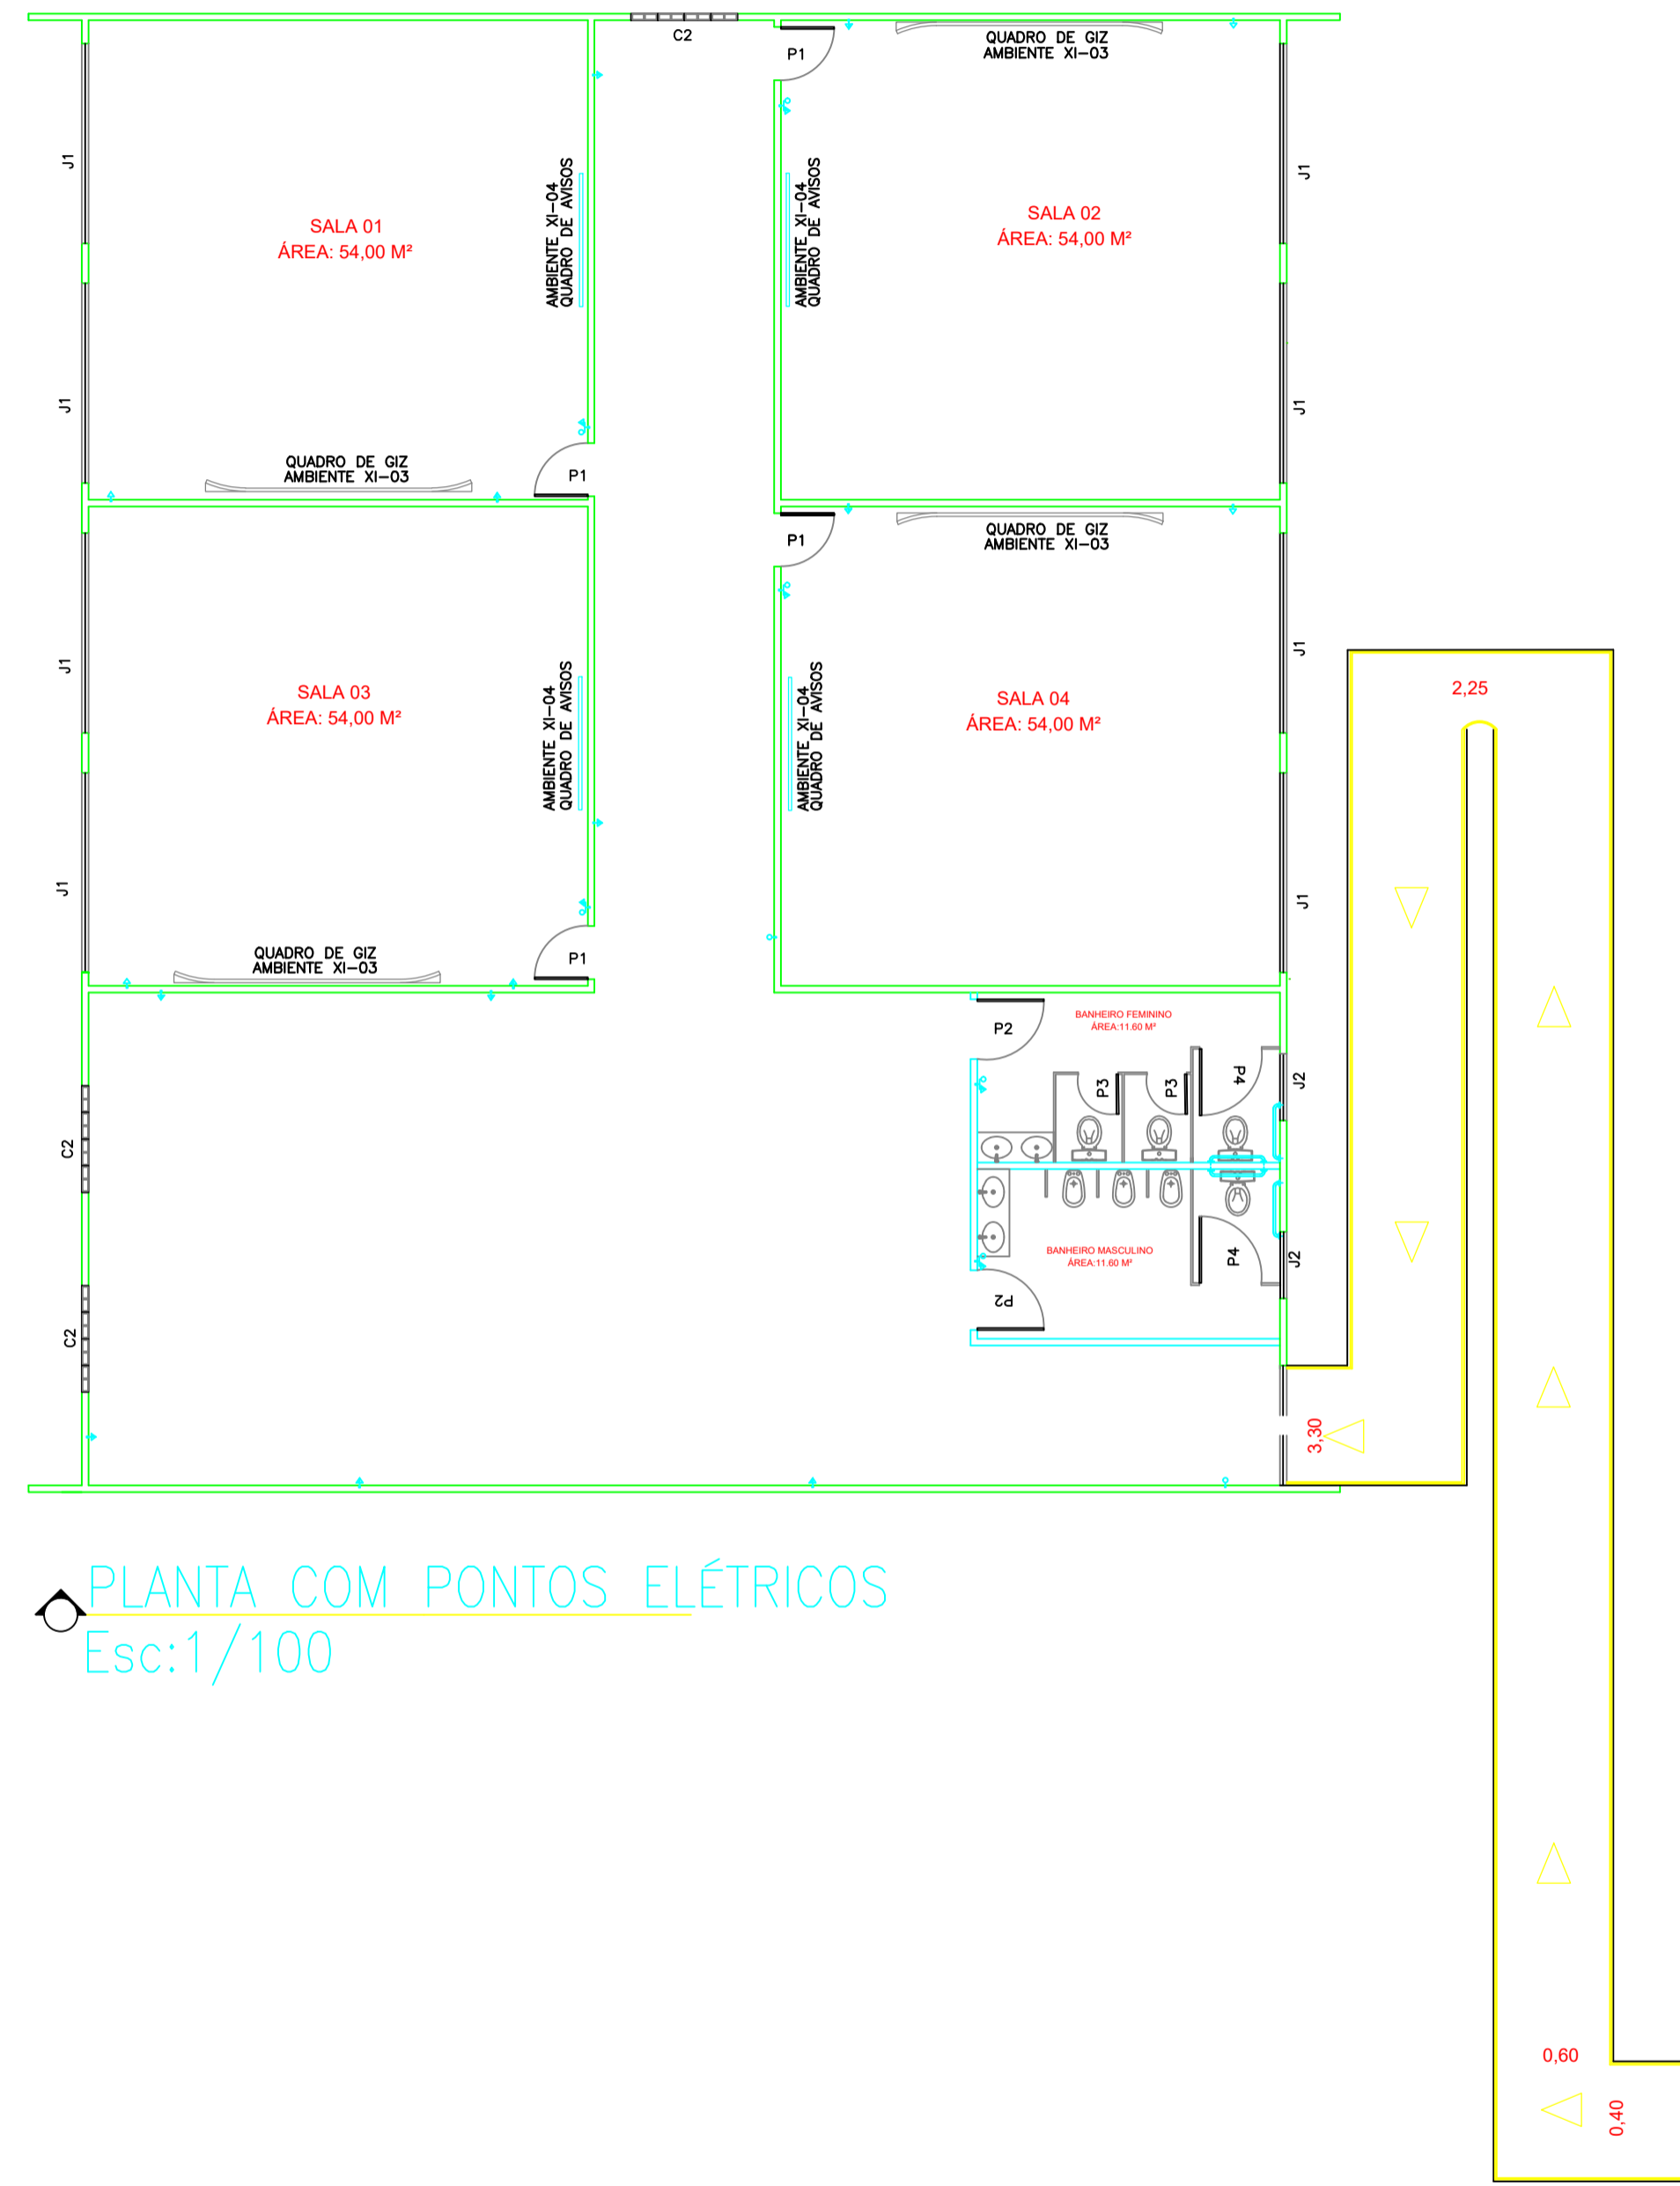 C2
P1
QUADRO DE GIZ
AMBIENTE XI-03
J1
AMBIENTE XI-04
QUADRO DE AVISOS
AMBIENTE XI-04
QUADRO DE AVISOS
J1
SALA 01
ÁREA: 54,00 M²
SALA 02
ÁREA: 54,00 M²
J1
J1
QUADRO DE GIZ
AMBIENTE XI-03
P1
P1
QUADRO DE GIZ
AMBIENTE XI-03
J1
J1
SALA 03
ÁREA: 54,00 M²
AMBIENTE XI-04
QUADRO DE AVISOS
AMBIENTE XI-04
QUADRO DE AVISOS
SALA 04
ÁREA: 54,00 M²
2,25
J1
J1
QUADRO DE GIZ
AMBIENTE XI-03
P1
P2
BANHEIRO FEMININO
ÁREA:11.60 M²
P3
P3
P4
J2
C2
BANHEIRO MASCULINO
ÁREA:11.60 M²
P4
J2
P2
C2
3,30
PLANTA COM PONTOS ELÉTRICOS
Esc:1/100
0,60
0,40